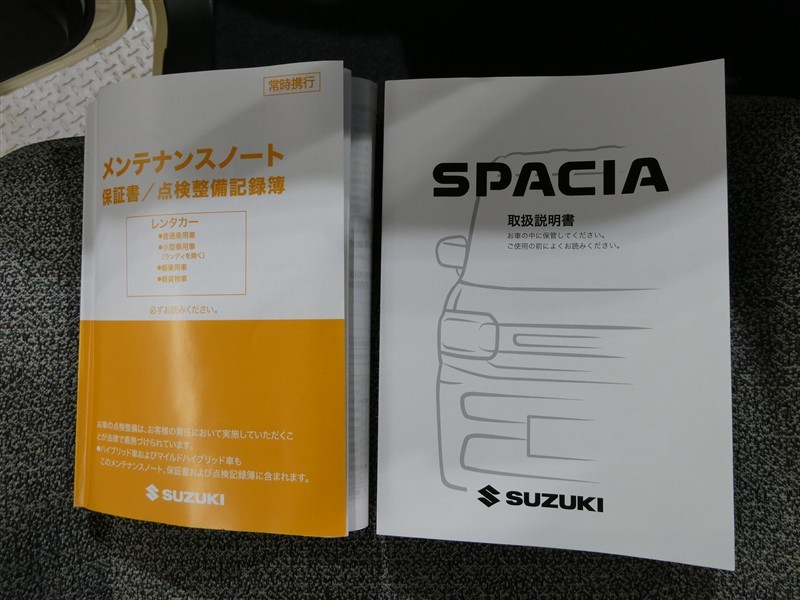 常時携行
メンテナンスノート
保証書/点検整備記録簿
レンタカー
●普通乗用車
●小型乗用車
(ランディを除く)
●軽乗用車
●軽貨物車
必ずお読みください。
お車の点検整備は、お客様の責任において実施していただくこ
とが法律で義務づけられています。
●ハイブリッド車およびマイルドハイブリッド車も
このメンテナンスノート、保証書および点検記録簿に含まれます。
SUZUKI
SPACIA
取扱説明書
お車の中に保管してください。
ご使用の前によくお読みください。
SUZUKI